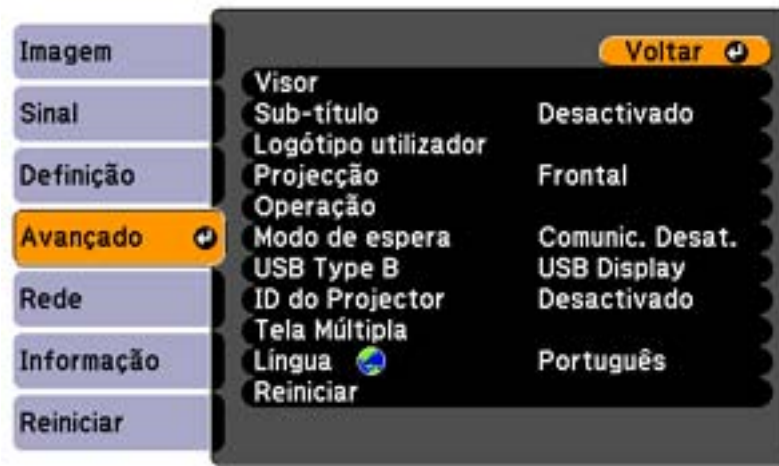 Imagem
Sinal
Definição
Avançado
Rede
Informação
Reiniciar
Voltar
Visor
Sub-título Desactivado
Logótipo utilizador
Projecção Frontal
Operação
Modo de espera Comunic. Desat.
USB Type B USB Display
ID do Projector Desactivado
Tela Múltipla
Língua Português
Reiniciar